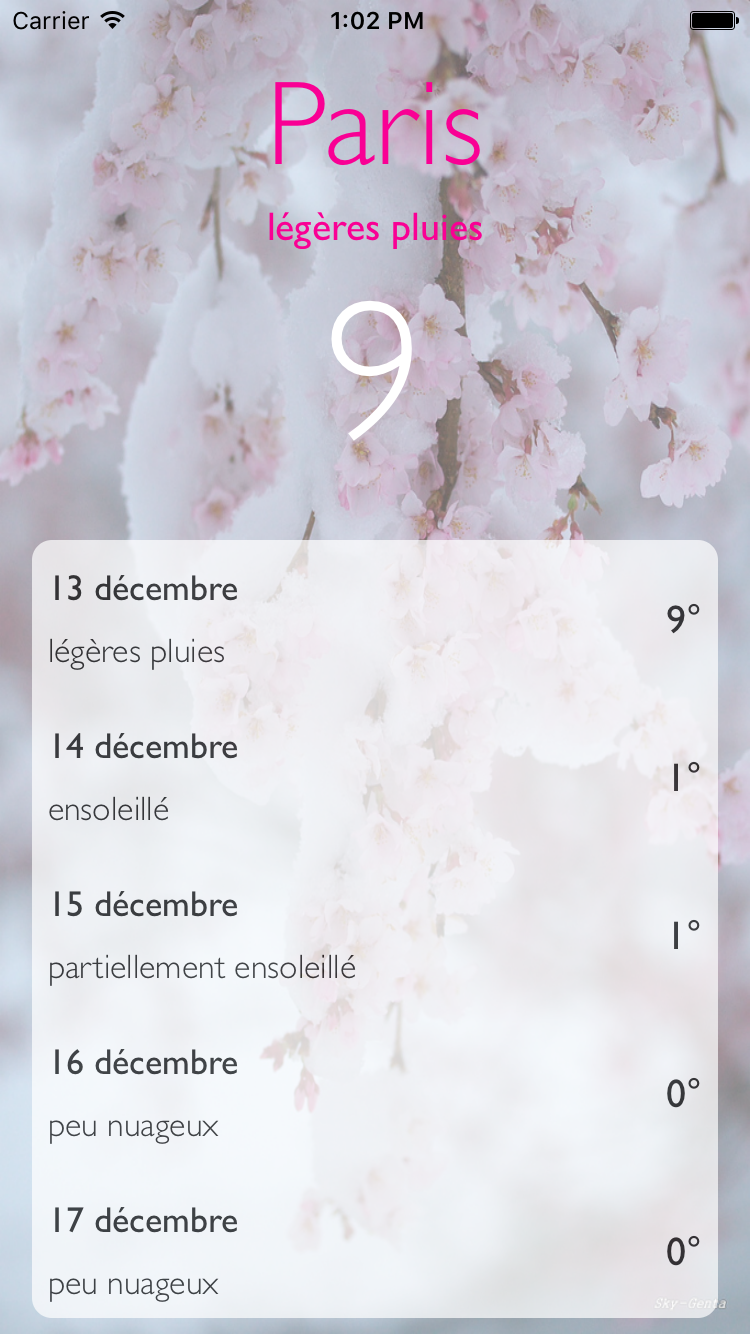 Carrier 1:02 PM
Paris
légères pluies
9
13 décembre
9°
légères pluies
14 décembre
1°
ensoleillé
15 décembre
1°
partiellement ensoleillé
16 décembre
0°
peu nuageux
17 décembre
0°
peu nuageux
Sky-Genta